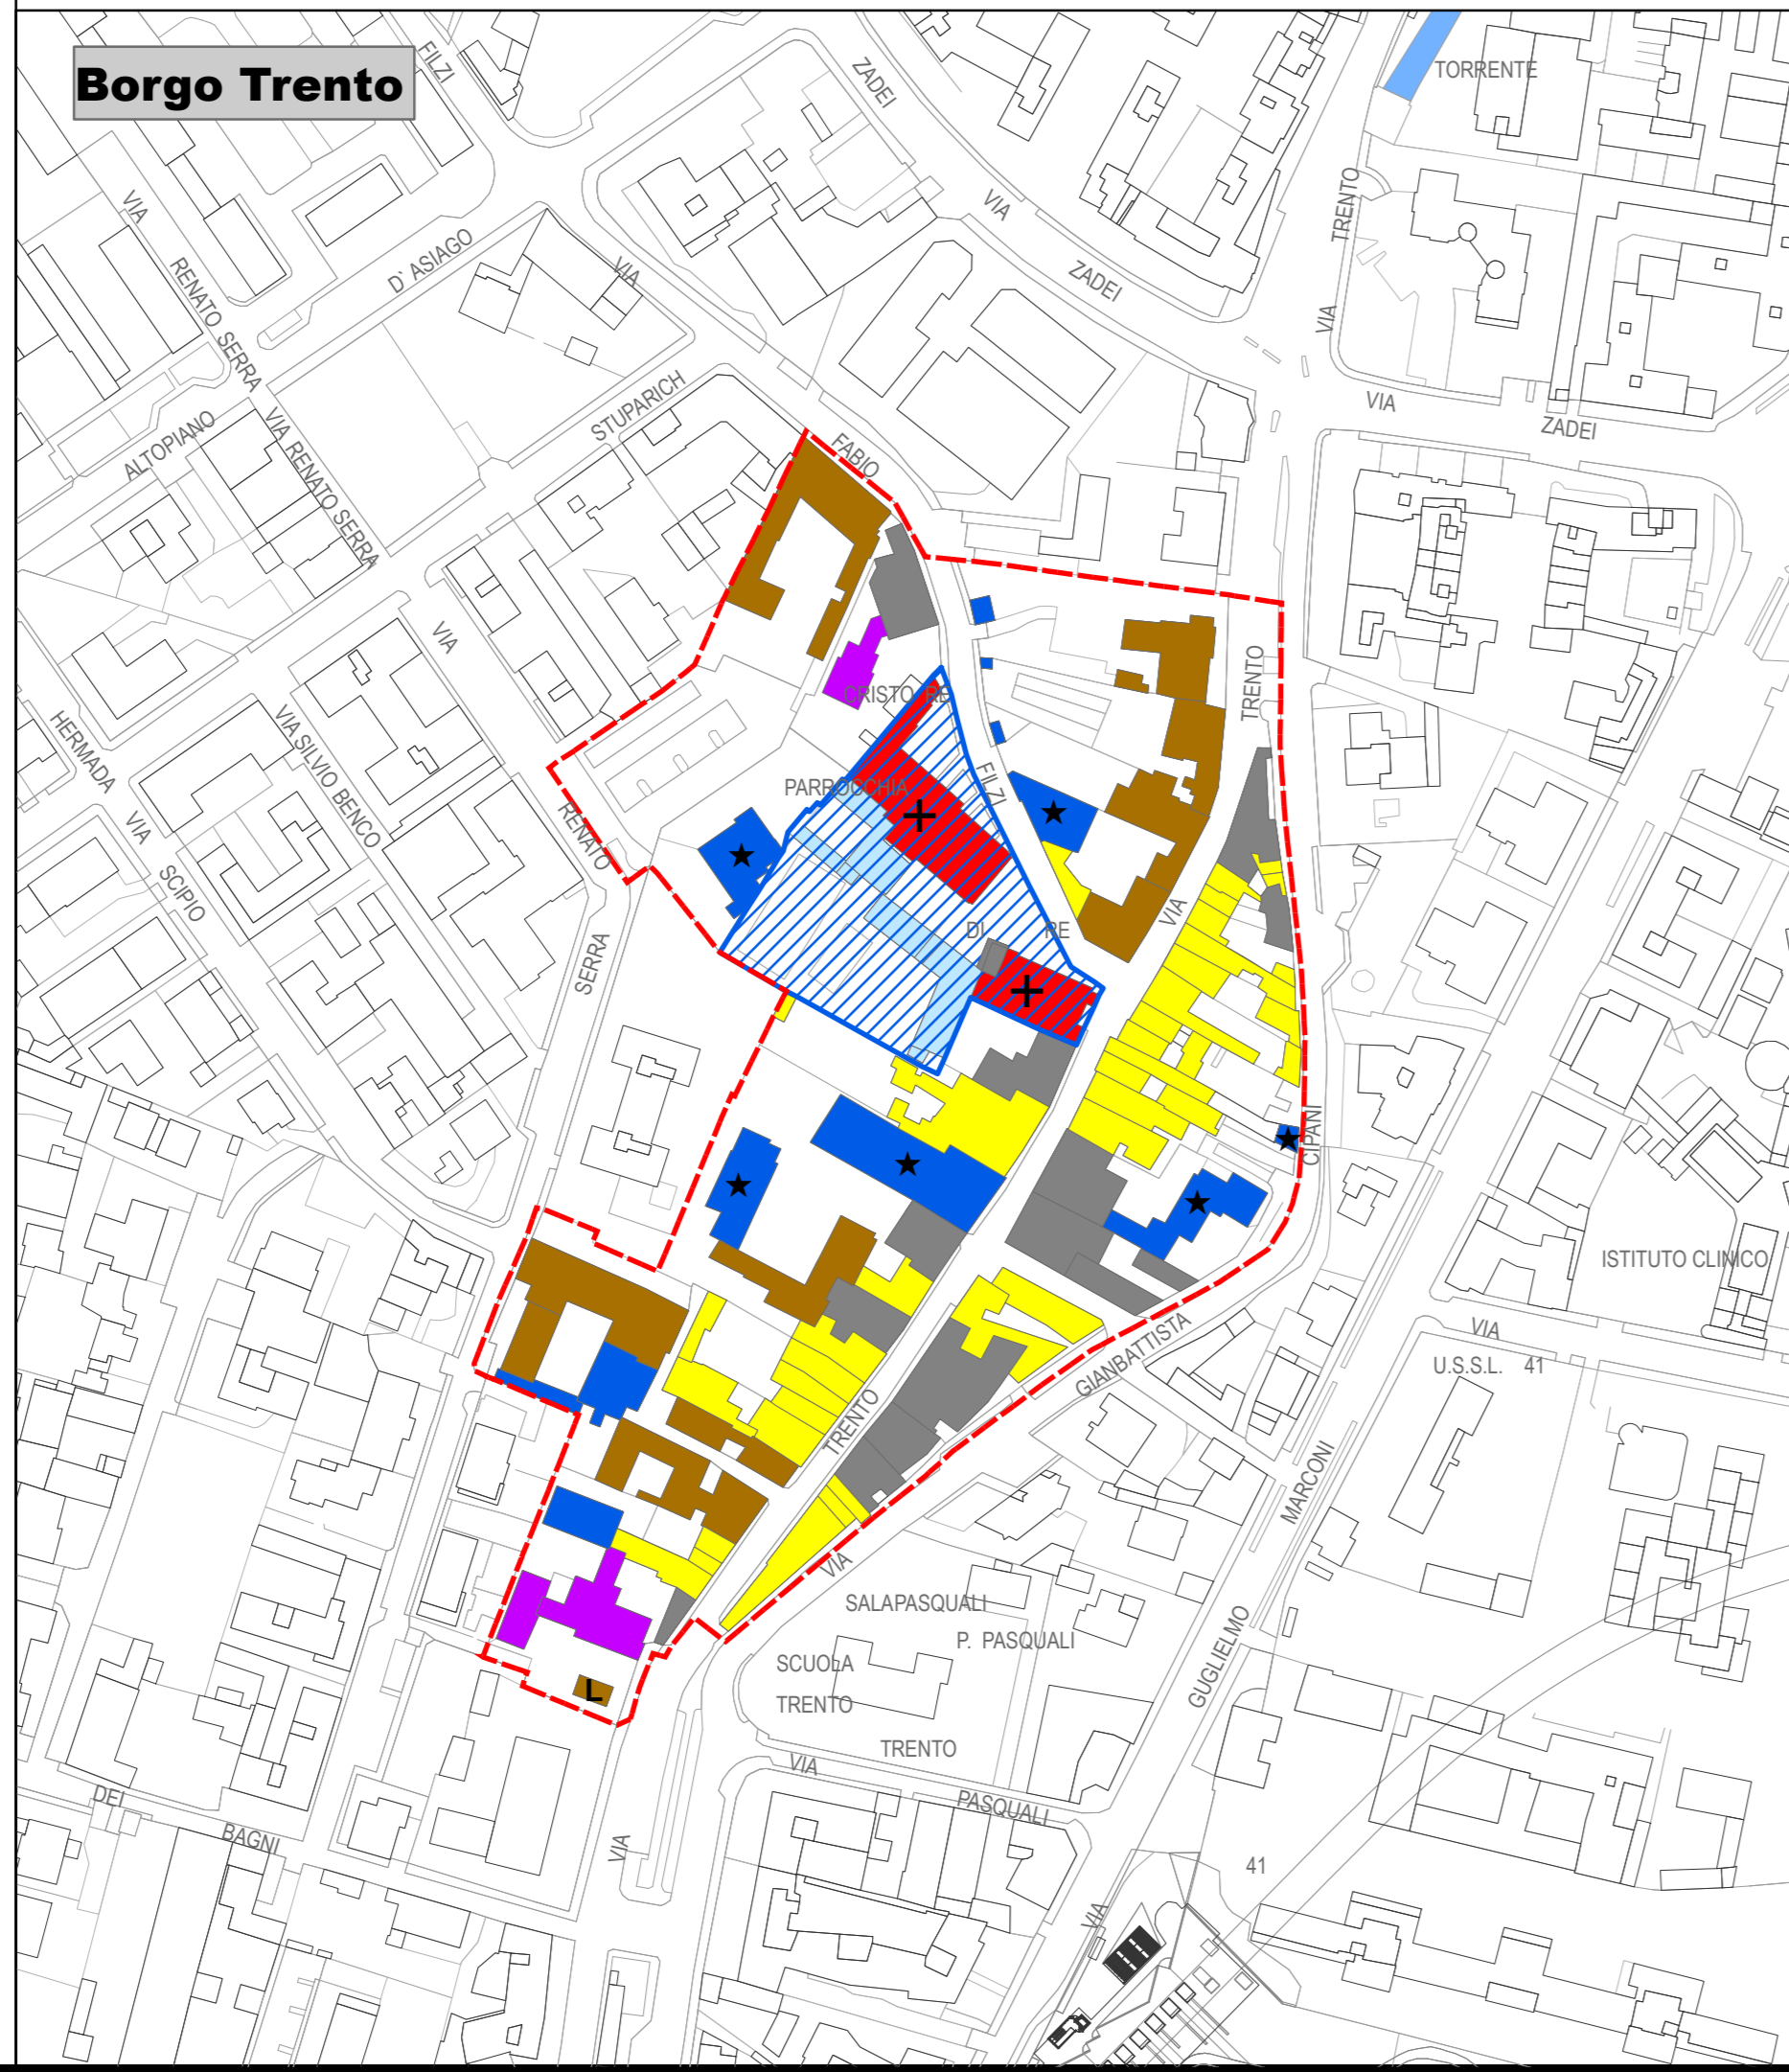 Borgo Trento
FILZI
ZADEI
TORRENTE
VIA
VIA
TRENTO
D`ASIAGO
VIA
RENATO SERRA
ZADEI
VIA
VIA
ZADEI
STUPARICH
ALTOPIANO
VIA RENATO SERRA
FABIO
VIA
TRENTO
CRISTO RE
HERMADA
VIA SILVIO BENCO
FILZI
PARROCCHIA
VIA
RENATO
SCIPIO
VIA
DI RE
SERRA
CIPANI
ISTITUTO CLINICO
VIA
GIANBATTISTA
U.S.S.L. 41
TRENTO
MARCONI
VIA
SALAPASQUALI
P. PASQUALI
GUGLIELMO
SCUOLA
L
TRENTO
TRENTO
VIA
DEI
PASQUALI
BAGNI
VIA
41
VIA